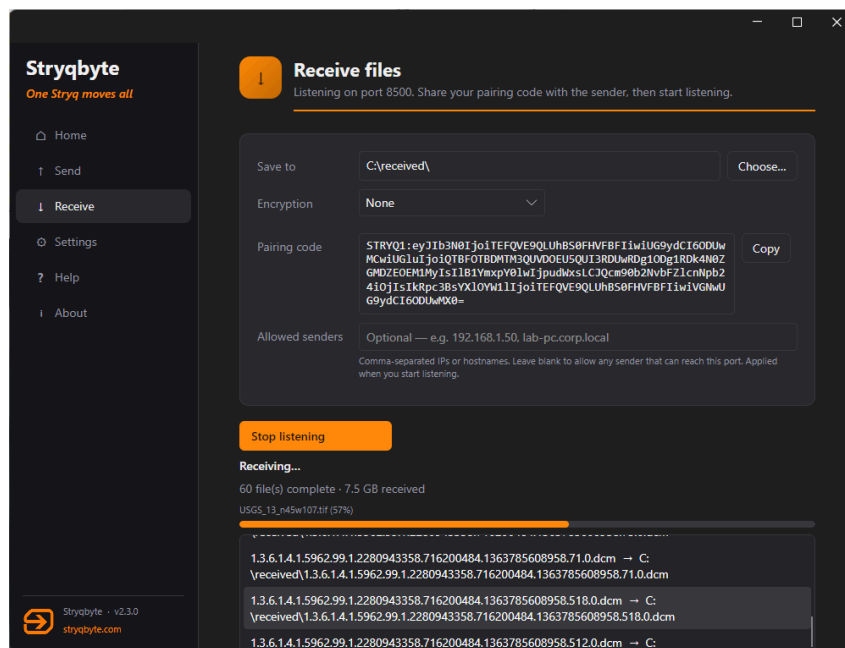 Stryqbyte
One Stryq moves all
Home
Send
Receive
Settings
? Help
i About
Stryqbyte · v2.3.0
stryqbyte.com
Receive files
Listening on port 8500. Share your pairing code with the sender, then start listening.
Save to
C:\received\
Choose...
Encryption
None
Pairing code
STRYQ1:eyJIb3N0IjoiTEFQVE9QLUhBS0FHVFBFIiwiUG9ydCI6ODUw
MCwiUGluIjoiQTBFOTBDMTM3QUVDOEU5QUI3RDUwRDg1ODg1RDk4N0Z
GMDZEOEM1MyIsIlB1YmxpY0lwIjpudWxsLCJQcm90b2NvbFZlcnNpb2
4iOjIsIkRpc3BsYXlOYW1lIjoiTEFQVE9QLUhBS0FHVFBFIiwiVGNwU
G9ydCI6ODUwMX0=
Copy
Allowed senders
Optional — e.g. 192.168.1.50, lab-pc.corp.local
Comma-separated IPs or hostnames. Leave blank to allow any sender that can reach this port. Applied
when you start listening.
Stop listening
Receiving...
60 file(s) complete · 7.5 GB received
USGS_13_n45w107.tif (57%)
1.3.6.1.4.1.5962.99.1.2280943358.716200484.1363785608958.71.0.dcm → C:
\received\1.3.6.1.4.1.5962.99.1.2280943358.716200484.1363785608958.71.0.dcm
1.3.6.1.4.1.5962.99.1.2280943358.716200484.1363785608958.518.0.dcm → C:
\received\1.3.6.1.4.1.5962.99.1.2280943358.716200484.1363785608958.518.0.dcm
1.3.6.1.4.1.5962.99.1.2280943358.716200484.1363785608958.512.0.dcm → C: